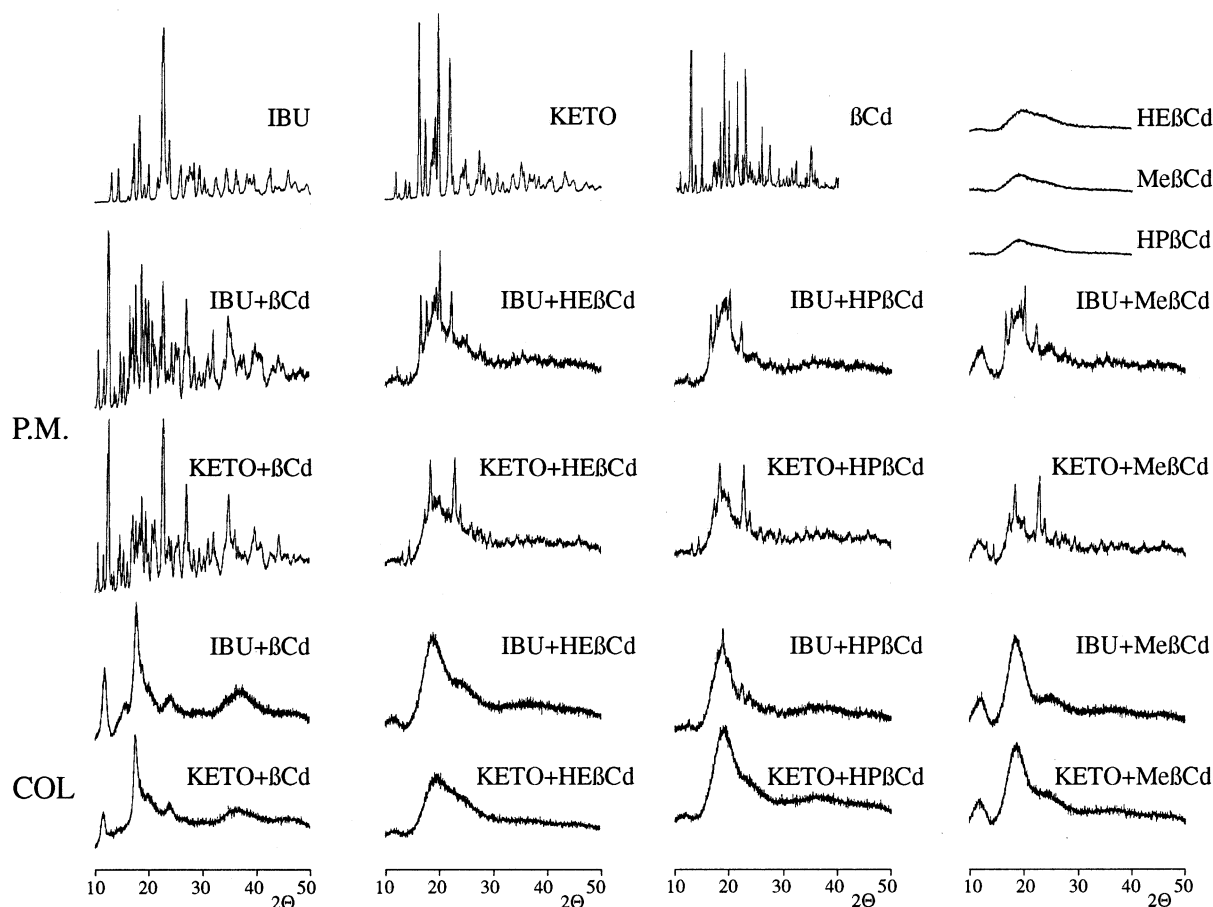 IBU
KETO
ßCd
HEßCd
MeßCd
HPßCd
IBU+ßCd
IBU+HEßCd
IBU+HPßCd
IBU+MeßCd
P.M.
KETO+ßCd
KETO+HEßCd
KETO+HPßCd
KETO+MeßCd
IBU+ßCd
IBU+HEßCd
IBU+HPßCd
IBU+MeßCd
COL
KETO+ßCd
KETO+HEßCd
KETO+HPßCd
KETO+MeßCd
10 20 30 40 50
2Θ
10 20 30 40 50
2Θ
10 20 30 40 50
2Θ
10 20 30 40 50
2Θ